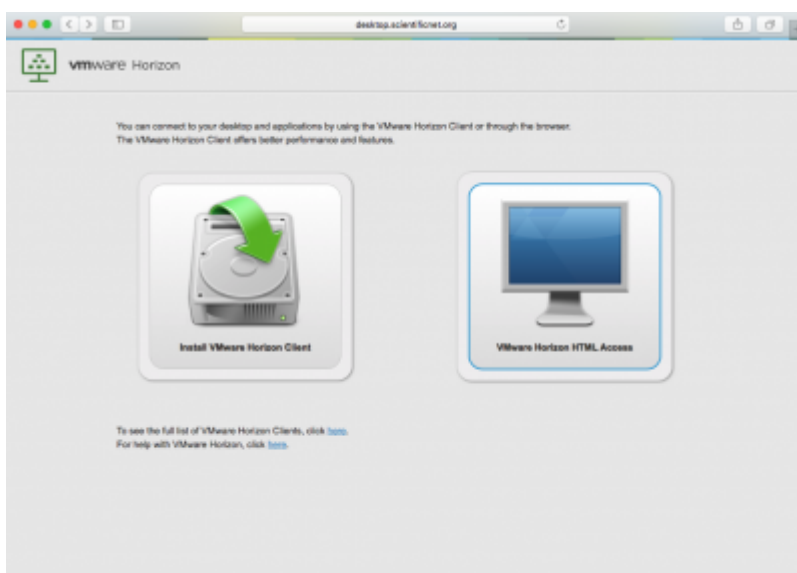 desktop.scientificnet.org
vmware Horizon
You can connect to your desktop and applications by using the VMware Horizon Client or through the browser.
The VMware Horizon Client offers better performance and features.
Install VMware Horizon Client
VMware Horizon HTML Access
To see the full list of VMware Horizon Clients, click here.
For help with VMware Horizon, click here.